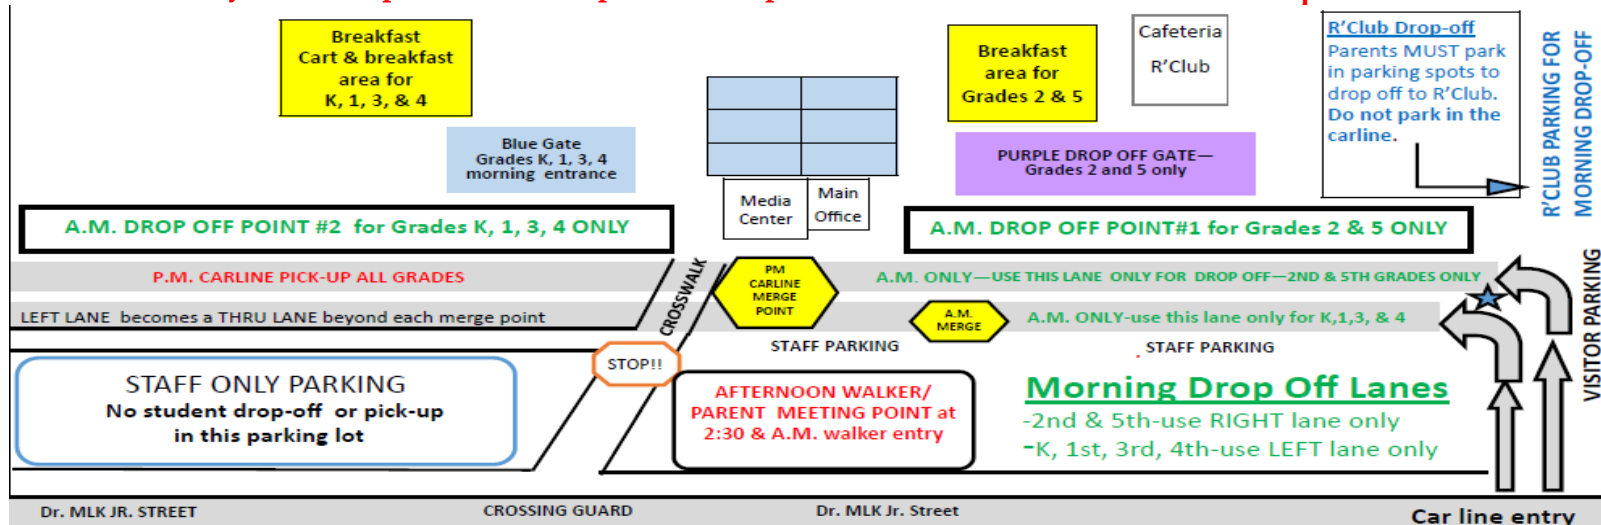 Breakfast
Cart & breakfast
area for
K, 1, 3, & 4
Breakfast
area for
Grades 2 & 5
Cafeteria
R'Club
R'Club Drop-off
Parents MUST park
in parking spots to
drop off to R'Club.
Do not park in the
carline.
R'CLUB PARKING FOR
MORNING DROP-OFF
Blue Gate
Grades K, 1, 3, 4
morning entrance
PURPLE DROP OFF GATE—
Grades 2 and 5 only
Media
Center
Main
Office
A.M. DROP OFF POINT #2 for Grades K, 1, 3, 4 ONLY
A.M. DROP OFF POINT#1 for Grades 2 & 5 ONLY
P.M. CARLINE PICK-UP ALL GRADES
CROSSWALK
PM
CARLINE
MERGE
POINT
A.M. ONLY—USE THIS LANE ONLY FOR DROP OFF—2ND & 5TH GRADES ONLY
LEFT LANE becomes a THRU LANE beyond each merge point
A.M.
MERGE
A.M. ONLY-use this lane only for K,1,3, & 4
VISITOR PARKING
STAFF PARKING
STAFF PARKING
STOP!!
STAFF ONLY PARKING
No student drop-off or pick-up
in this parking lot
AFTERNOON WALKER/
PARENT MEETING POINT at
2:30 & A.M. walker entry
Morning Drop Off Lanes
-2nd & 5th-use RIGHT lane only
-K, 1st, 3rd, 4th-use LEFT lane only
Dr. MLK JR. STREET
CROSSING GUARD
Dr. MLK Jr. Street
Car line entry